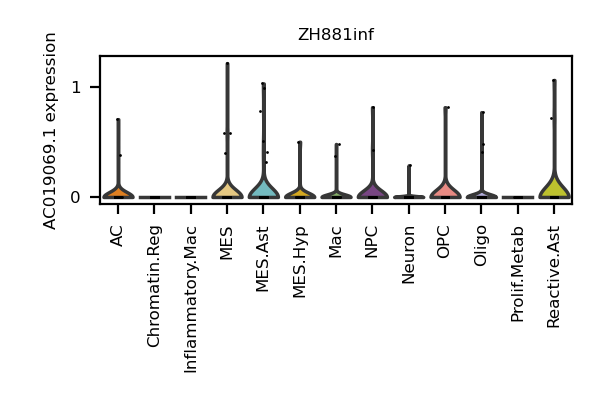 ZH881inf
AC019069.1 expression
1
0
AC
Chromatin.Reg
Inflammatory.Mac
MES
MES.Ast
MES.Hyp
Mac
NPC
Neuron
OPC
Oligo
Prolif.Metab
Reactive.Ast